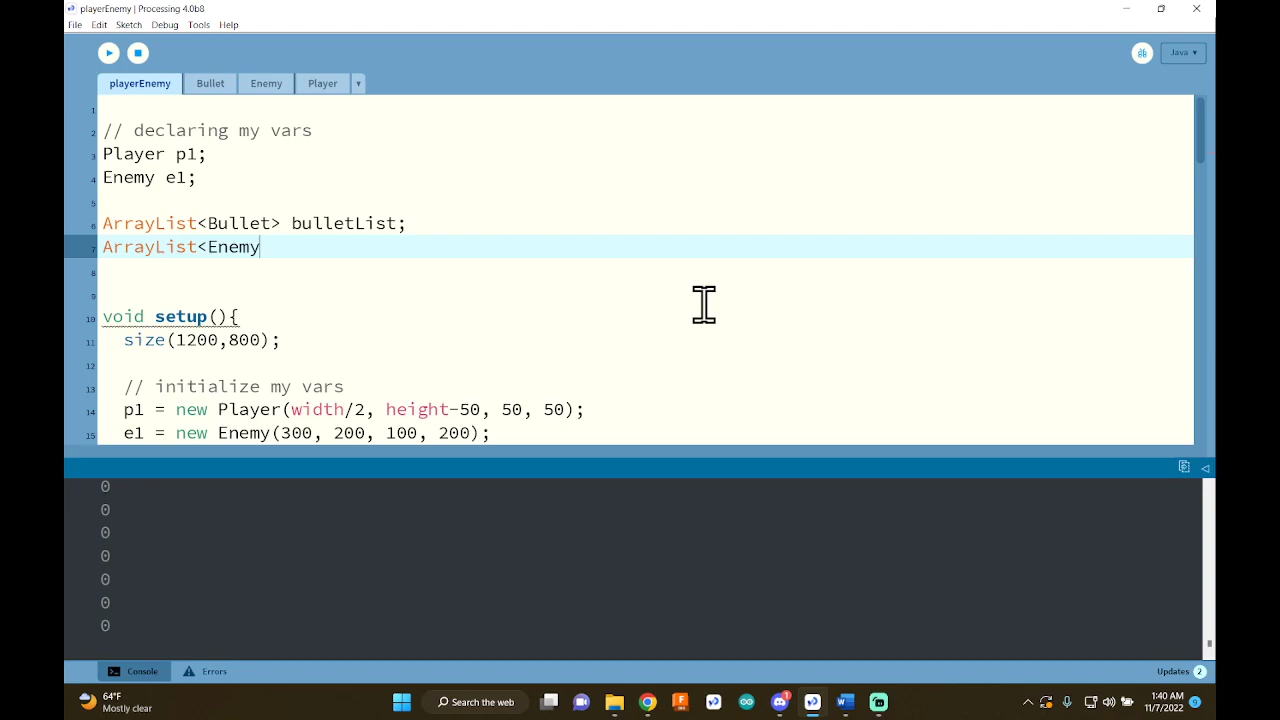 playerEnemy | Processing 4.0b8
File Edit Sketch Debug Tools Help
Java ▾
playerEnemy Bullet Enemy Player ▾
1
2 // declaring my vars
3 Player p1;
4 Enemy e1;
5
6 ArrayList<Bullet> bulletList;
7 ArrayList<Enemy
8
9
10 void setup(){
11 size(1200,800);
12
13 // initialize my vars
14 p1 = new Player(width/2, height-50, 50, 50);
15 e1 = new Enemy(300, 200, 100, 200);
0
0
0
0
0
0
0
Console Errors Updates 2
64°F
Mostly clear
Search the web
1
1:40 AM
11/7/2022
9